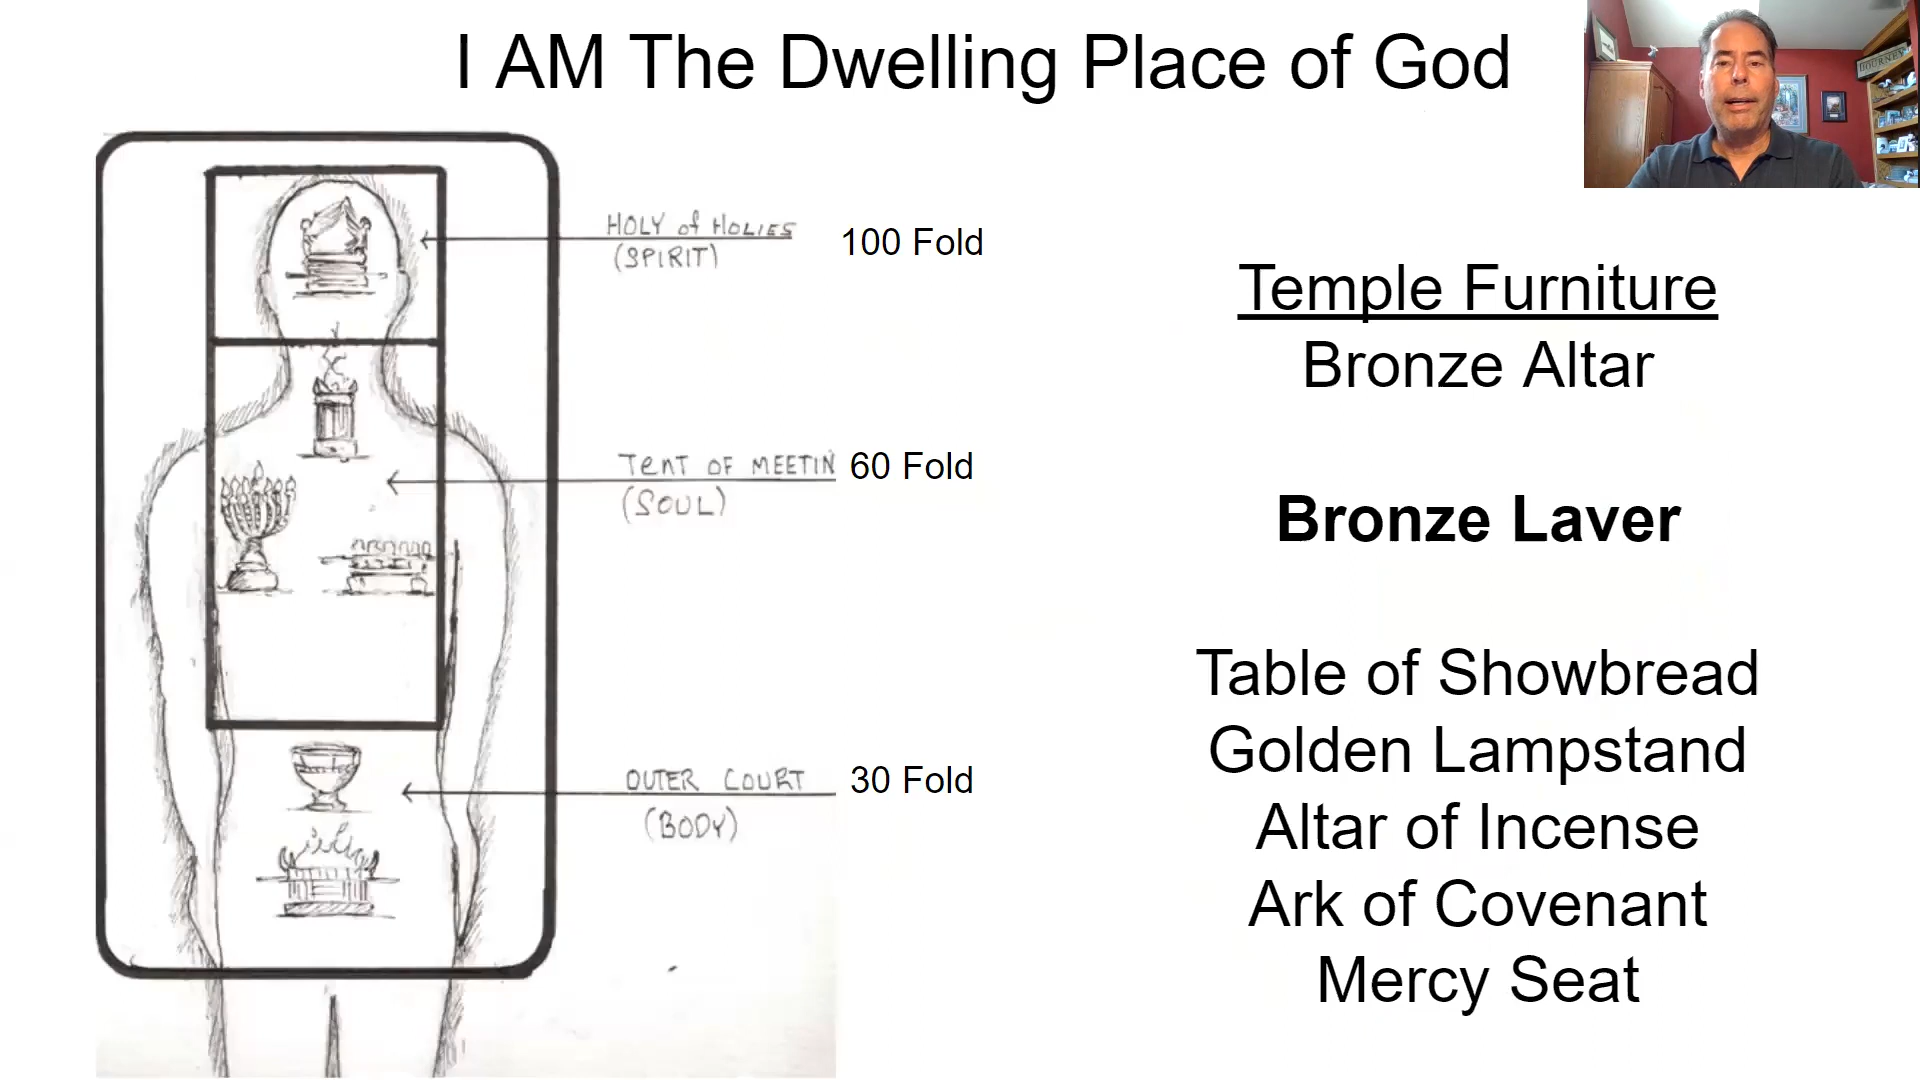 I AM The Dwelling Place of God
JOURNEY
HOLY of HOLIES
(SPIRIT)
100 Fold
TENT OF MEETIN
(SOUL)
60 Fold
OUTER COURT
(BODY)
30 Fold
Temple Furniture
Bronze Altar
Bronze Laver
Table of Showbread
Golden Lampstand
Altar of Incense
Ark of Covenant
Mercy Seat